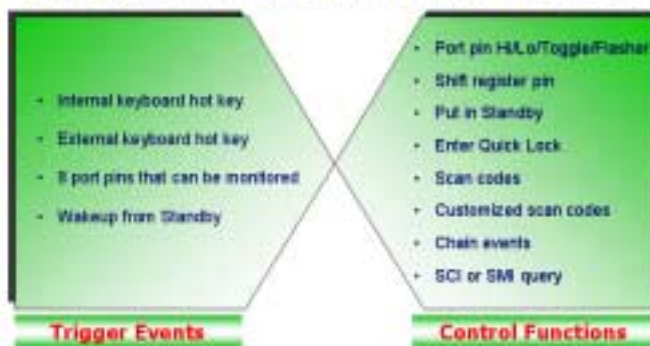 Internal keyboard hot key
External keyboard hot key
8 port pins that can be monitored
Wakeup from Standby
Trigger Events
Port pin Hi/Lo/Toggle/Flasher
Shift register pin
Put in Standby
Enter Quick Lock
Scan codes
Customized scan codes
Chain events
SCI or SMI query
Control Functions